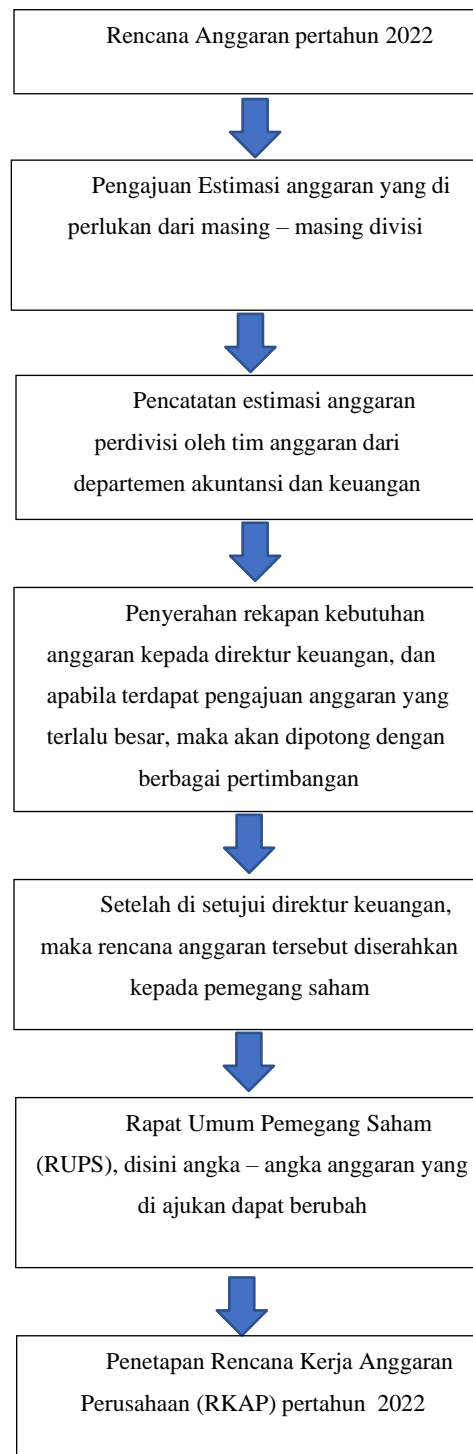 Rencana Anggaran pertahun 2022
Pengajuan Estimasi anggaran yang di
perlukan dari masing – masing divisi
Pencatatan estimasi anggaran
perdivisi oleh tim anggaran dari
departemen akuntansi dan keuangan
Penyerahan rekapan kebutuhan
anggaran kepada direktur keuangan, dan
apabila terdapat pengajuan anggaran yang
terlalu besar, maka akan dipotong dengan
berbagai pertimbangan
Setelah di setujui direktur keuangan,
maka rencana anggaran tersebut diserahkan
kepada pemegang saham
Rapat Umum Pemegang Saham
(RUPS), disini angka – angka anggaran yang
di ajukan dapat berubah
Penetapan Rencana Kerja Anggaran
Perusahaan (RKAP) pertahun 2022